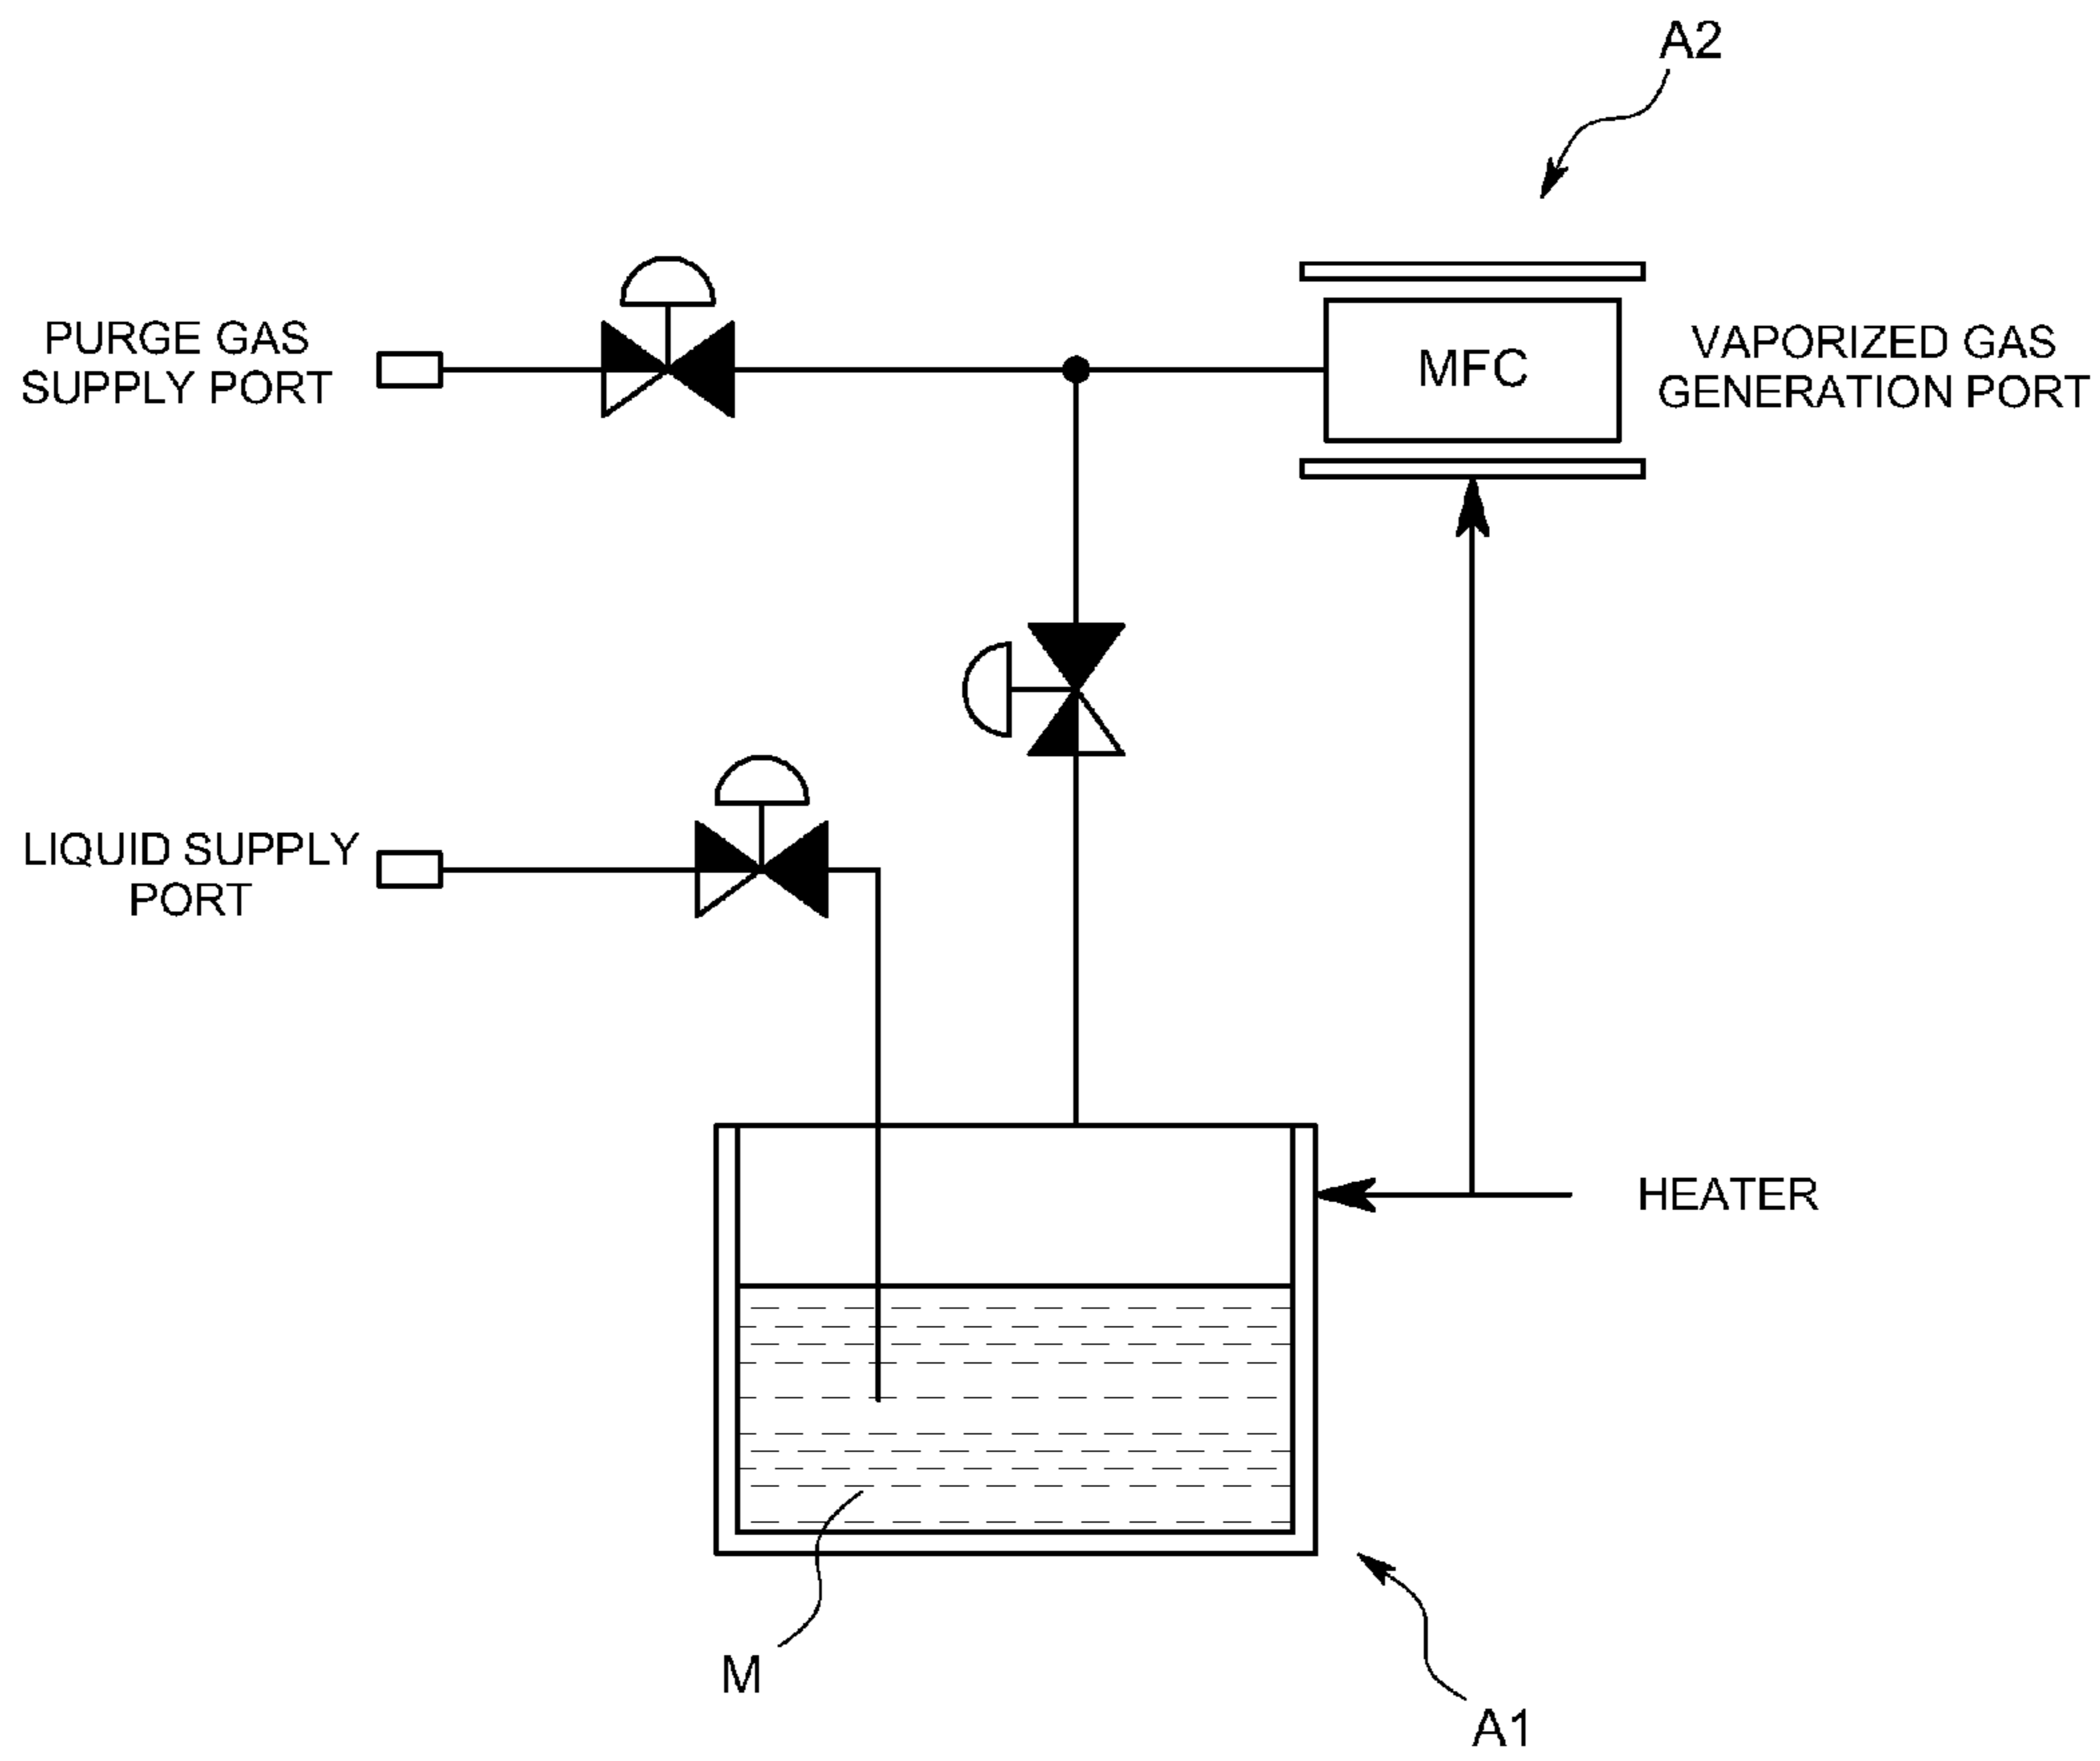 A2
PURGE GAS
SUPPLY PORT
MFC
VAPORIZED GAS
GENERATION PORT
LIQUID SUPPLY
PORT
HEATER
M
A1